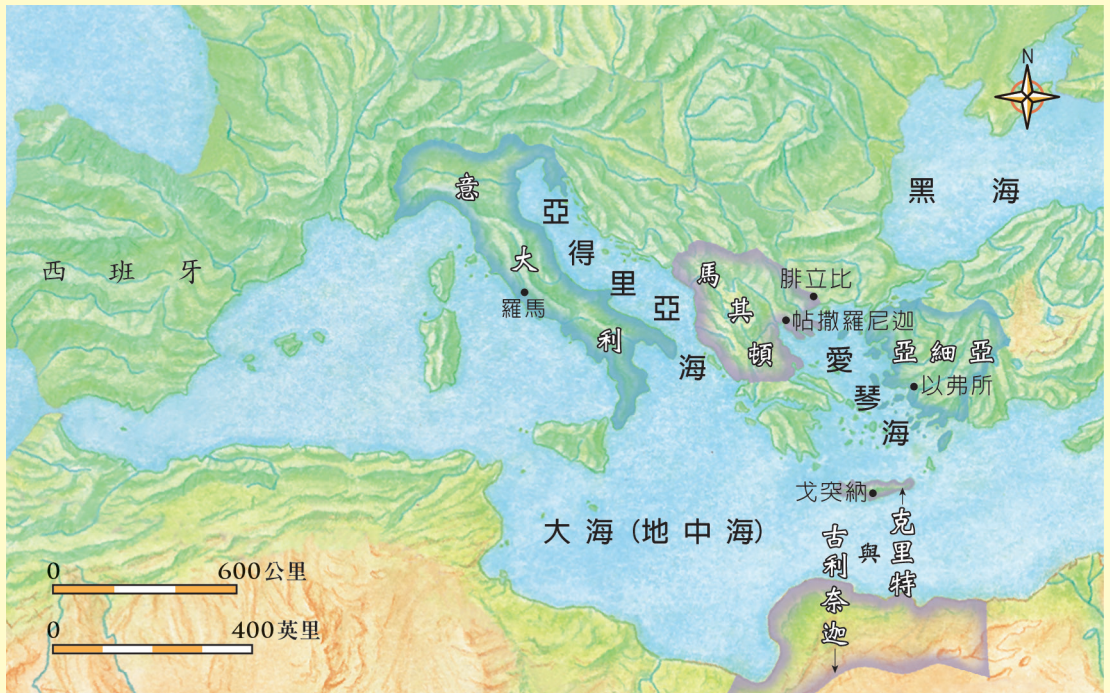 N
黑海
意大利
亞得里亞海
西班牙
羅馬
馬其頓
腓立比
帖撒羅尼迦
愛琴海
亞細亞
以弗所
戈突納
大海(地中海)
克里特
與
古利奈迦
0 600公里
0 400英里